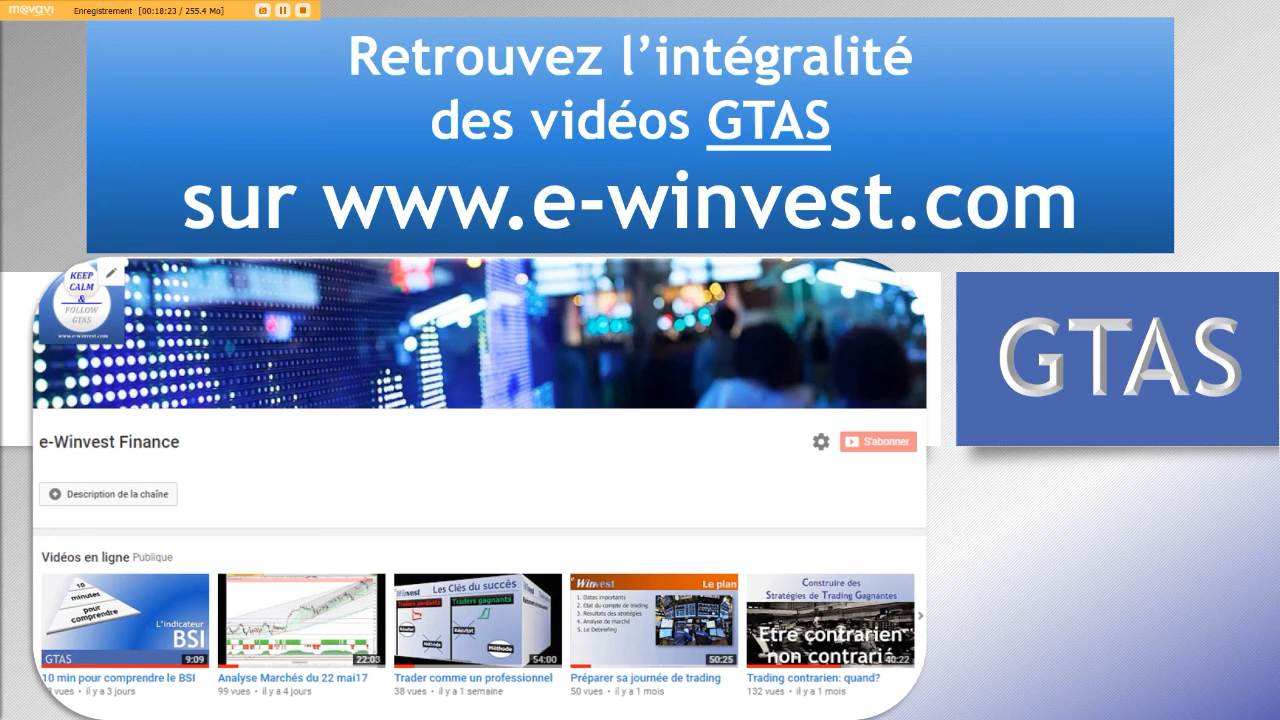 movavi
Enregistrement [00:18:23 / 255.4 Mo]
Retrouvez l'intégralité
des vidéos GTAS
sur www.e-winvest.com
KEEP
CALM
&
FOLLOW
GTAS
www.e-winvest.com
GTAS
e-Winvest Finance
S'abonner
Description de la chaîne
Vidéos en ligne Publique
10
minutes
pour
comprendre
L'indicateur
BSI
GTAS
9:09
22:03
Winvest
Les Clés du succès
Traders perdants
Traders gagnants
Résultat
Méthode
Méthode
54:00
Winvest
Le plan
1. Datas importants
2. Etat du compte de trading
3. Résultats des stratégies
4. Analyse de marché
5. Le Debriefing
50:25
Construire des
Stratégies de Trading Gagnantes
Etre contrarien
non contrarié
40:22
10 min pour comprendre le BSI
vues • il y a 3 jours
Analyse Marchés du 22 mai17
99 vues • il y a 4 jours
Trader comme un professionnel
38 vues • il y a 1 semaine
Préparer sa journée de trading
50 vues • il y a 1 mois
Trading contrarien: quand?
132 vues • il y a 1 mois